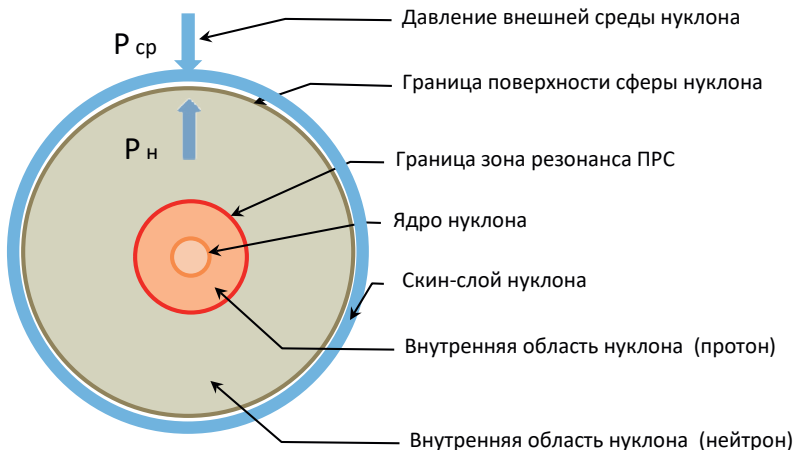 Давление внешней среды нуклона
P ср
Граница поверхности сферы нуклона
P н
Граница зона резонанса ПРС
Ядро нуклона
Скин-слой нуклона
Внутренняя область нуклона (протон)
Внутренняя область нуклона (нейтрон)